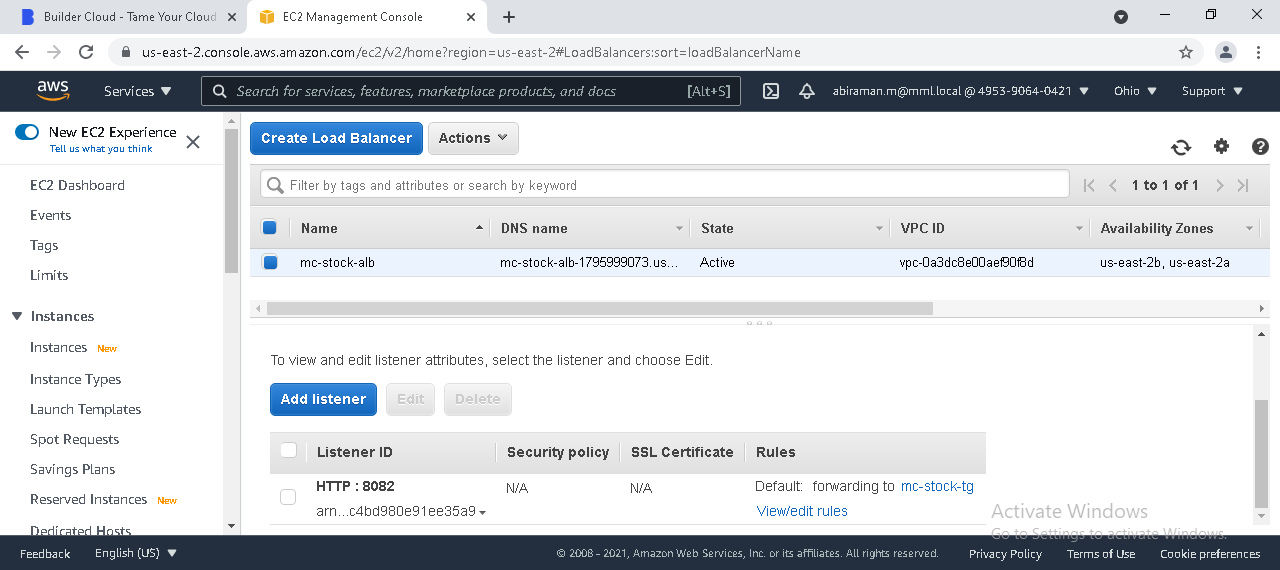 Builder Cloud - Tame Your Cloud
EC2 Management Console
us-east-2.console.aws.amazon.com/ec2/v2/home?region=us-east-2#LoadBalancers:sort=loadBalancerName
aws
Services
Search for services, features, marketplace products, and docs [Alt+S]
abiraman.m@mml.local @ 4953-9064-0421
Ohio
Support
New EC2 Experience
Tell us what you think
EC2 Dashboard
Events
Tags
Limits
Instances
Instances New
Instance Types
Launch Templates
Spot Requests
Savings Plans
Reserved Instances New
Dedicated Hosts
Create Load Balancer
Actions
Filter by tags and attributes or search by keyword
1 to 1 of 1
Name DNS name State VPC ID Availability Zones
mc-stock-alb mc-stock-alb-1795999073.us... Active vpc-0a3dc8e00aef90f8d us-east-2b, us-east-2a
To view and edit listener attributes, select the listener and choose Edit.
Add listener Edit Delete
Listener ID Security policy SSL Certificate Rules
HTTP : 8082 N/A N/A Default: forwarding to mc-stock-tg
arn...c4bd980e91ee35a9 View/edit rules
Activate Windows
Go to Settings to activate Windows.
Feedback English (US) © 2008 - 2021, Amazon Web Services, Inc. or its affiliates. All rights reserved. Privacy Policy Terms of Use Cookie preferences